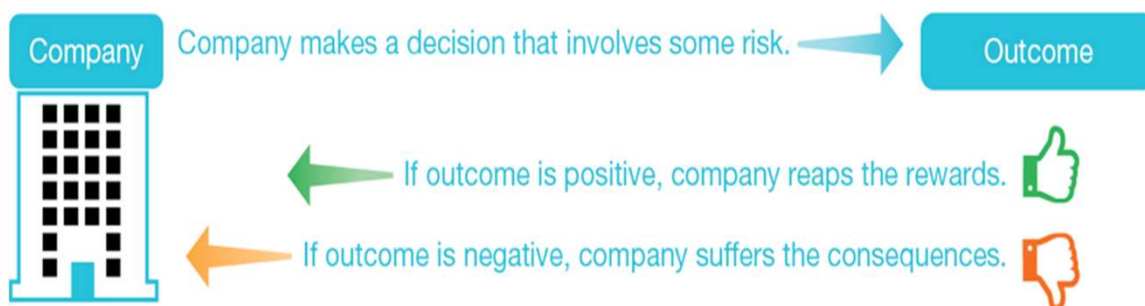 Company
Company makes a decision that involves some risk.
Outcome
If outcome is positive, company reaps the rewards.
If outcome is negative, company suffers the consequences.